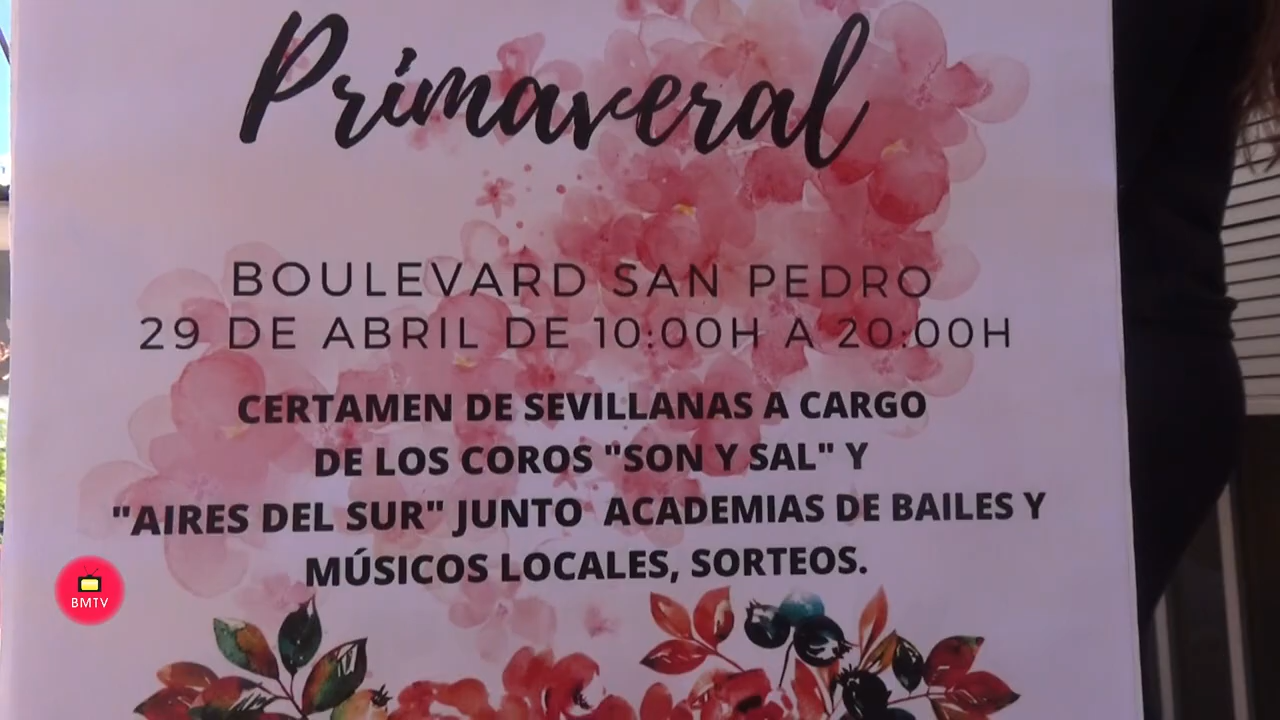 Primaveral
BOULEVARD SAN PEDRO
29 DE ABRIL DE 10:00H A 20:00H
CERTAMEN DE SEVILLANAS A CARGO
DE LOS COROS "SON Y SAL" Y
"AIRES DEL SUR" JUNTO ACADEMIAS DE BAILES Y
MÚSICOS LOCALES, SORTEOS.
BMTV